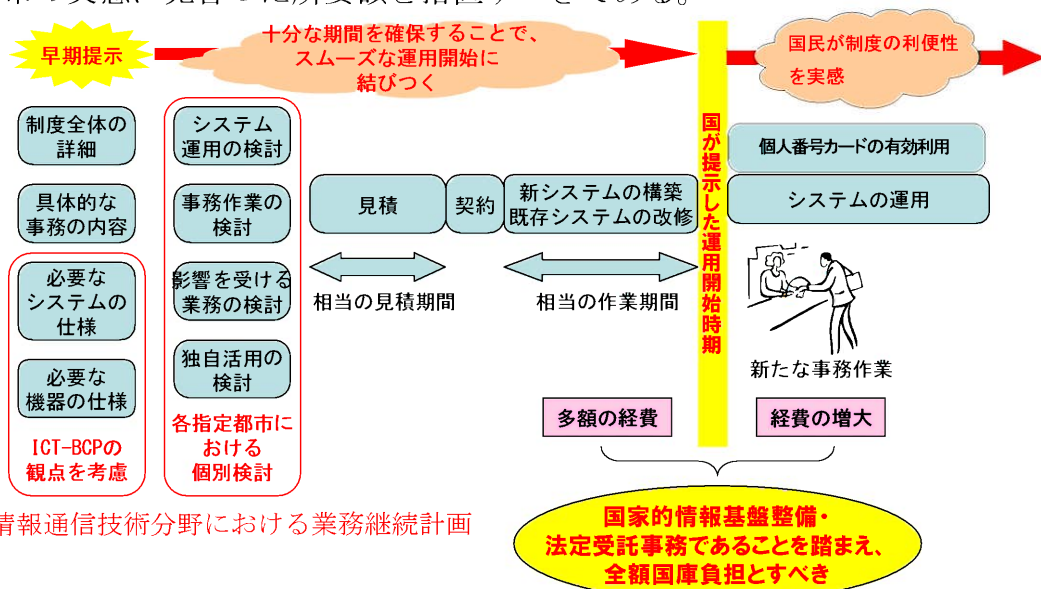 早期提示
十分な期間を確保することで、
スムーズな運用開始に
結びつく
国民が制度の利便性
を実感
制度全体の
詳細
具体的な
事務の内容
必要な
システムの
仕様
必要な
機器の仕様
ICT-BCPの
観点を考慮
システム
運用の検討
事務作業の
検討
影響を受ける
業務の検討
独自活用の
検討
各指定都市に
おける
個別検討
見積
契約
新システムの構築
既存システムの改修
相当の見積期間
相当の作業期間
国が提示した運用開始時期
個人番号カードの有効利用
システムの運用
新たな事務作業
多額の経費
経費の増大
国家的情報基盤整備・
法定受託事務であることを踏まえ、
全額国庫負担とすべき
情報通信技術分野における業務継続計画